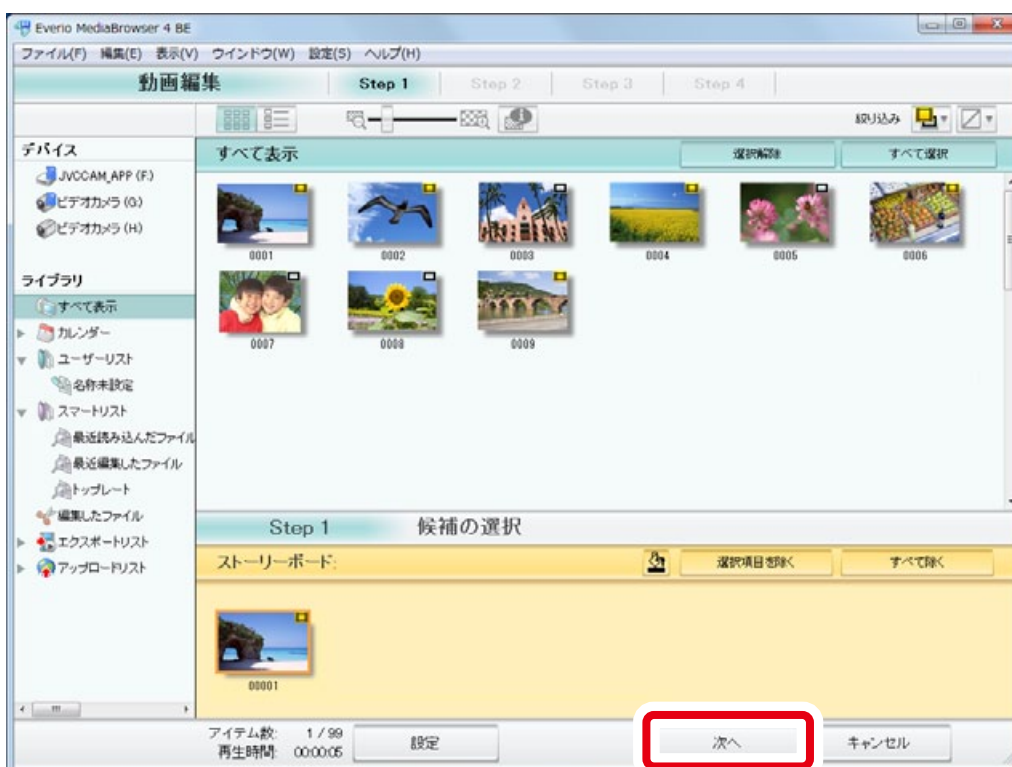 Everio MediaBrowser 4 BE
ファイル(F) 編集(E) 表示(V) ウインドウ(W) 設定(S) ヘルプ(H)
動画編集 Step 1 Step 2 Step 3 Step 4
絞り込み
デバイス
JVCCAM_APP (F:)
ビデオカメラ (G:)
ビデオカメラ (H:)
ライブラリ
すべて表示
カレンダー
ユーザーリスト
名称未設定
スマートリスト
最近読み込んだファイル
最近編集したファイル
トップレート
編集したファイル
エクスポートリスト
アップロードリスト
すべて表示 選択解除 すべて選択
0001 0002 0003 0004 0005 0006
0007 0008 0009
Step 1 候補の選択
ストーリーボード: 選択項目を除く すべて除く
00001
アイテム数: 1 / 99
再生時間: 00:00:05
設定 次へ キャンセル